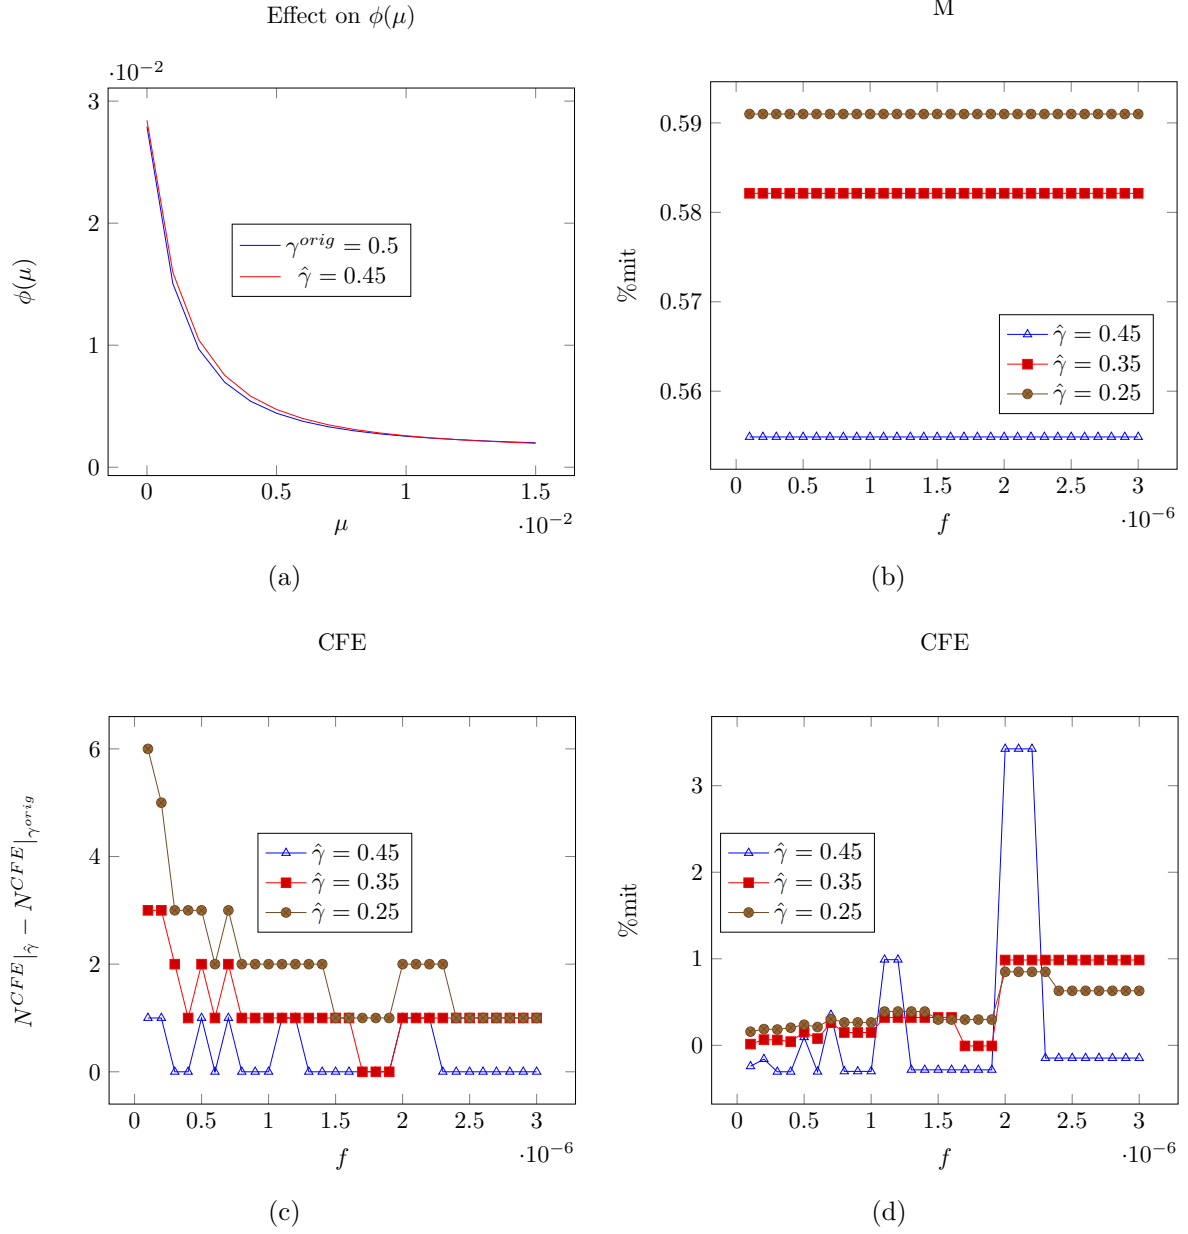 Effect on ϕ(μ)
·10⁻²
3
2
1
0
ϕ(μ)
γ^{orig} = 0.5
γ̂ = 0.45
0 0.5 1 1.5
·10⁻²
μ
(a)
M
0.59
0.58
0.57
0.56
%mit
γ̂ = 0.45
γ̂ = 0.35
γ̂ = 0.25
0 0.5 1 1.5 2 2.5 3
·10⁻⁶
f
(b)
CFE
6
4
2
0
N^{CFE}|_{γ̂} − N^{CFE}|_{γ^{orig}}
γ̂ = 0.45
γ̂ = 0.35
γ̂ = 0.25
0 0.5 1 1.5 2 2.5 3
·10⁻⁶
f
(c)
CFE
3
2
1
0
%mit
γ̂ = 0.45
γ̂ = 0.35
γ̂ = 0.25
0 0.5 1 1.5 2 2.5 3
·10⁻⁶
f
(d)